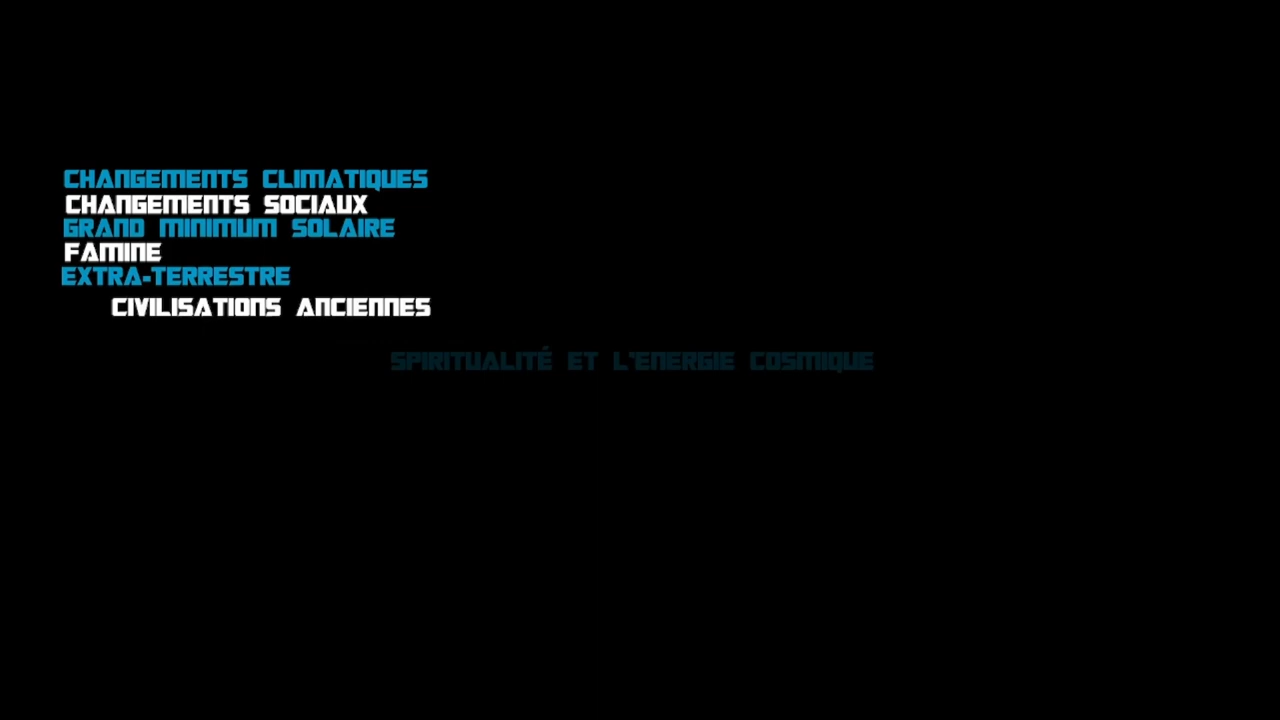 CHANGEMENTS CLIMATIQUES
CHANGEMENTS SOCIAUX
GRAND MINIMUM SOLAIRE
FAMINE
EXTRA-TERRESTRE
CIVILISATIONS ANCIENNES
SPIRITUALITÉ ET L'ENERGIE COSMIQUE